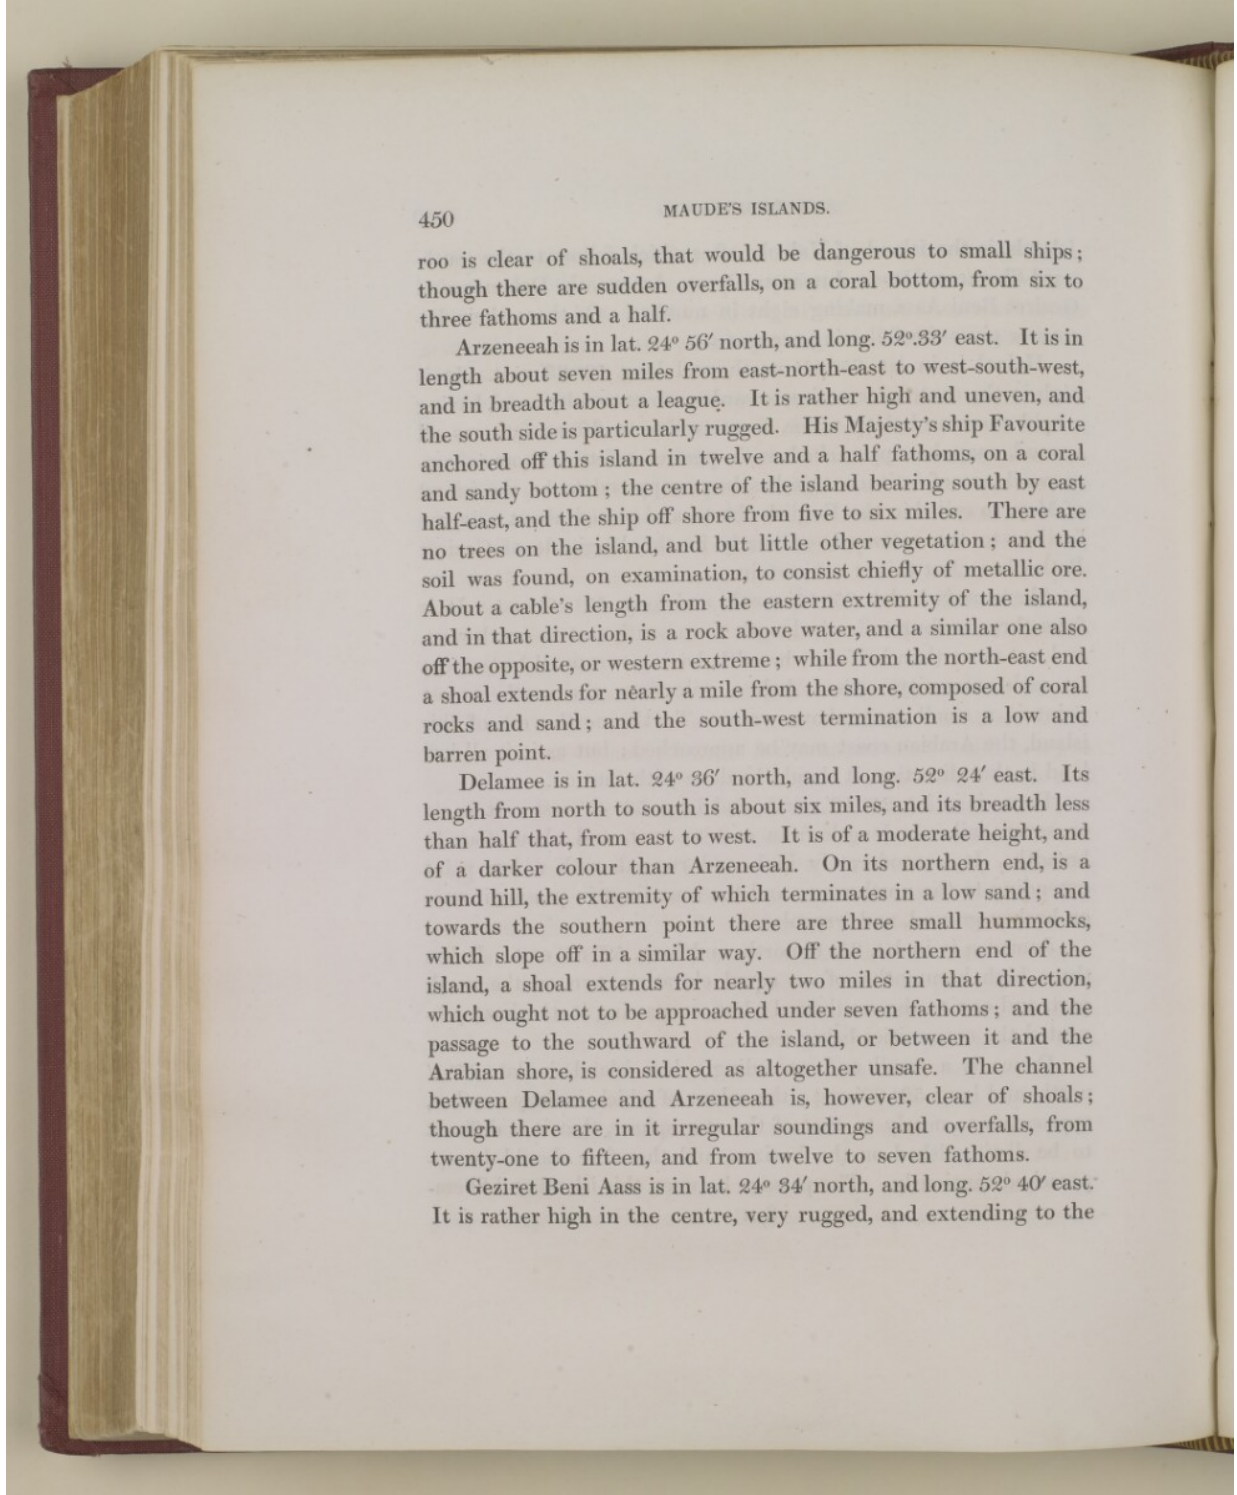 450
MAUDE'S ISLANDS.
roo is clear of shoals, that would be dangerous to small ships;
though there are sudden overfalls, on a coral bottom, from six to
three fathoms and a half.
Arzeneeah is in lat. 24° 56′ north, and long. 52°.33′ east. It is in
length about seven miles from east-north-east to west-south-west,
and in breadth about a league. It is rather high and uneven, and
the south side is particularly rugged. His Majesty's ship Favourite
anchored off this island in twelve and a half fathoms, on a coral
and sandy bottom; the centre of the island bearing south by east
half-east, and the ship off shore from five to six miles. There are
no trees on the island, and but little other vegetation; and the
soil was found, on examination, to consist chiefly of metallic ore.
About a cable's length from the eastern extremity of the island,
and in that direction, is a rock above water, and a similar one also
off the opposite, or western extreme; while from the north-east end
a shoal extends for nearly a mile from the shore, composed of coral
rocks and sand; and the south-west termination is a low and
barren point.
Delamee is in lat. 24° 36′ north, and long. 52° 24′ east. Its
length from north to south is about six miles, and its breadth less
than half that, from east to west. It is of a moderate height, and
of a darker colour than Arzeneeah. On its northern end, is a
round hill, the extremity of which terminates in a low sand; and
towards the southern point there are three small hummocks,
which slope off in a similar way. Off the northern end of the
island, a shoal extends for nearly two miles in that direction,
which ought not to be approached under seven fathoms; and the
passage to the southward of the island, or between it and the
Arabian shore, is considered as altogether unsafe. The channel
between Delamee and Arzeneeah is, however, clear of shoals;
though there are in it irregular soundings and overfalls, from
twenty-one to fifteen, and from twelve to seven fathoms.
Geziret Beni Aass is in lat. 24° 34′ north, and long. 52° 40′ east.
It is rather high in the centre, very rugged, and extending to the